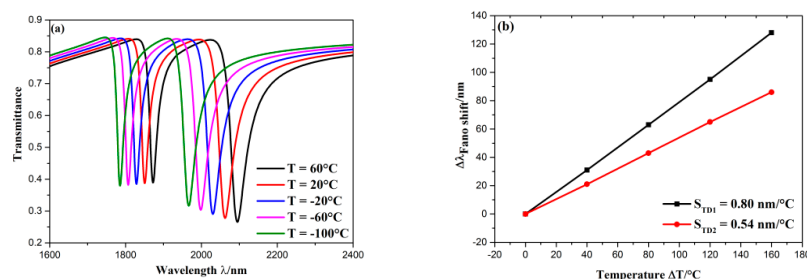 (a)
0.9
0.8
0.7
0.6
0.5
0.4
0.3
0.2
Transmittance
T = 60°C
T = 20°C
T = -20°C
T = -60°C
T = -100°C
1600 1800 2000 2200 2400
Wavelength λ/nm
(b)
140
120
100
80
60
40
20
0
-20
ΔλFano shift/nm
STD1 = 0.80 nm/°C
STD2 = 0.54 nm/°C
0 20 40 60 80 100 120 140 160 180
Temperature ΔT/°C